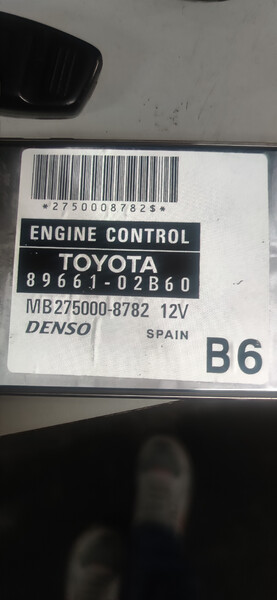 *2750008782$*
ENGINE CONTROL
TOYOTA
89661-02B60
MB275000-8782 12V
DENSO SPAIN
B6